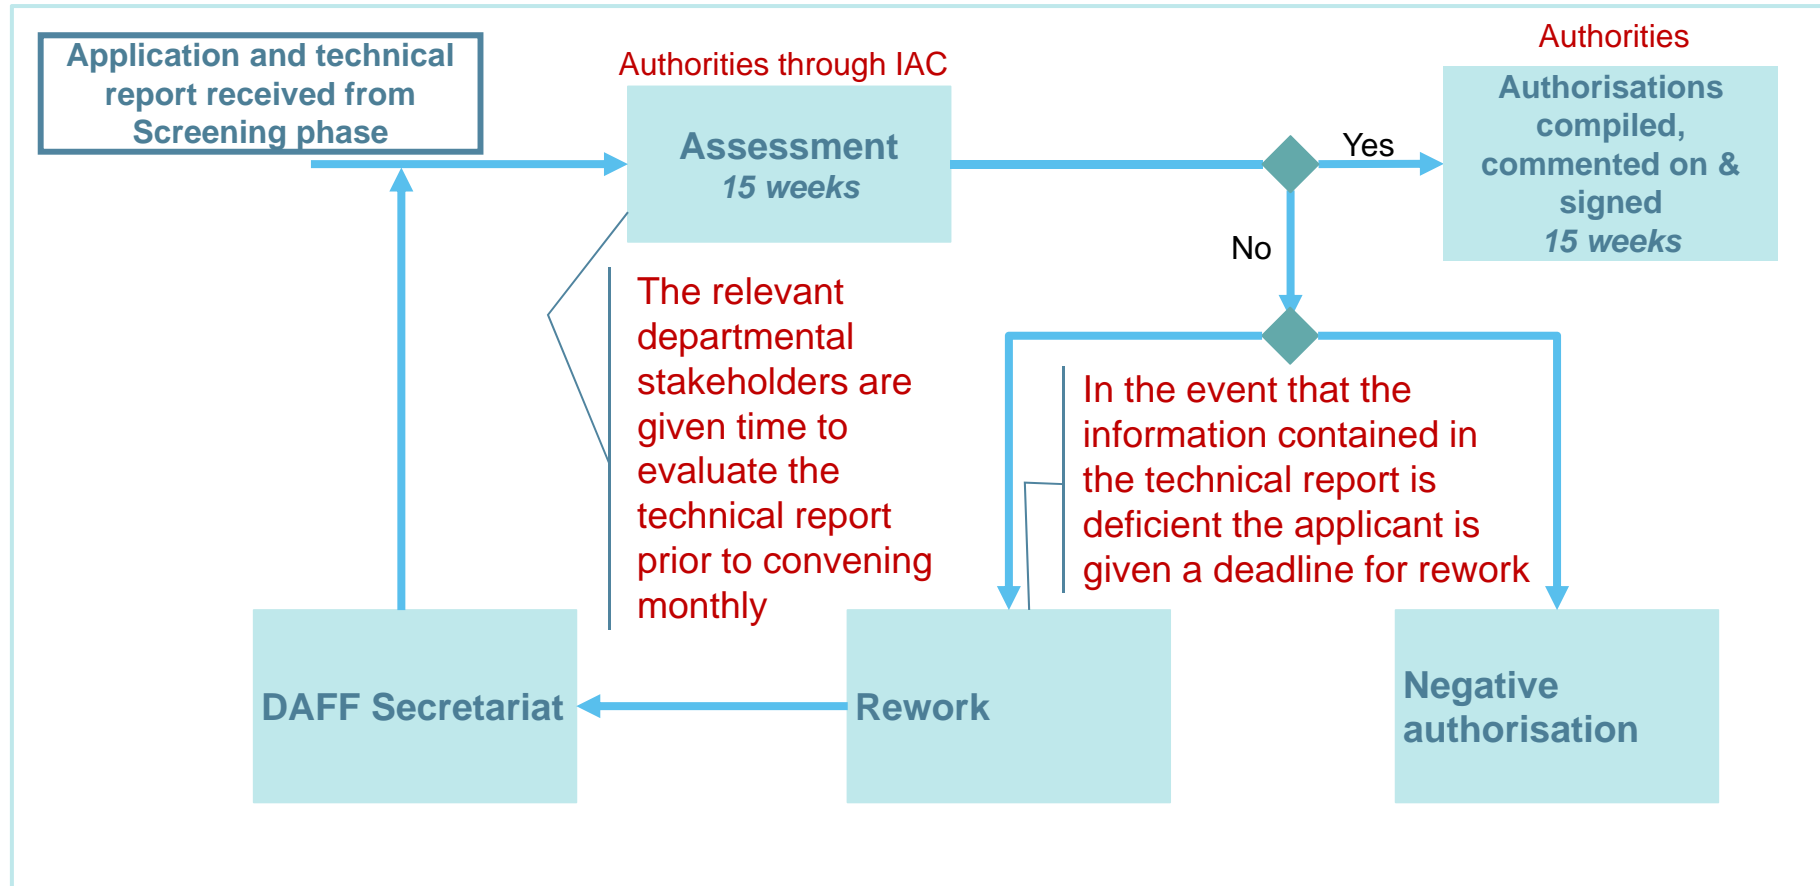 Application and technical
report received from
Screening phase
Authorities through IAC
Assessment
15 weeks
Yes
Authorities
Authorisations
compiled,
commented on &
signed
15 weeks
No
The relevant
departmental
stakeholders are
given time to
evaluate the
technical report
prior to convening
monthly
In the event that the
information contained in
the technical report is
deficient the applicant is
given a deadline for rework
DAFF Secretariat
Rework
Negative
authorisation